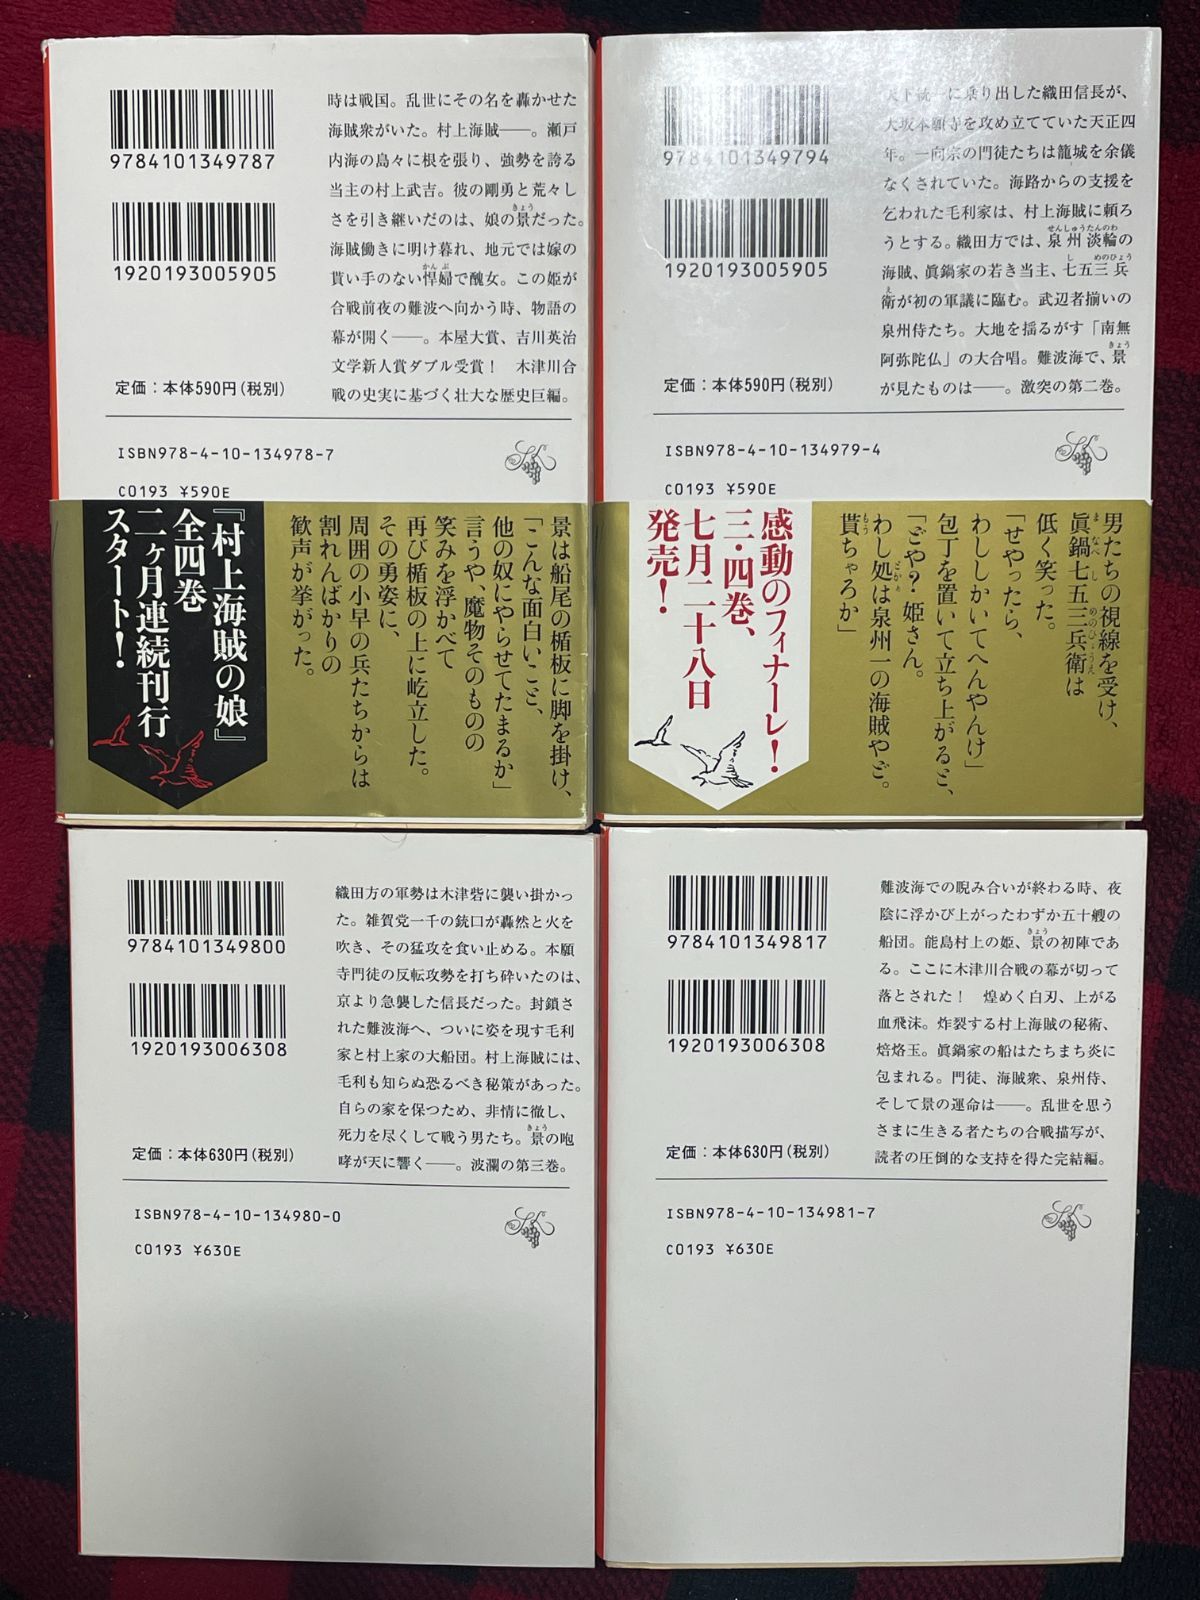 9784101349787
1920193005905
定価：本体590円（税別）
時は戦国。乱世にその名を轟かせた
海賊衆がいた。村上海賊――。瀬戸
内海の島々に根を張り、強勢を誇る
当主の村上武吉。彼の剛勇と荒々し
さを引き継いだのは、娘の景だった。
きょう
海賊働きに明け暮れ、地元では嫁の
貰い手のない悍婦で醜女。この姫が
かんぷ
合戦前夜の難波へ向かう時、物語の
幕が開く――。本屋大賞、吉川英治
文学新人賞ダブル受賞！　木津川合
戦の史実に基づく壮大な歴史巨編。
ISBN978-4-10-134978-7
C0193 ¥590E
景は船尾の楯板に脚を掛け、
「こんな面白いこと、
他の奴にやらせてたまるか」
言うや、魔物そのものの
笑みを浮かべて
再び楯板の上に屹立した。
その勇姿に、
周囲の小早の兵たちからは
割れんばかりの
歓声が挙がった。
『村上海賊の娘』
全四巻
二ヶ月連続刊行
スタート！
9784101349794
1920193005905
定価：本体590円（税別）
天下統一に乗り出した織田信長が、
大坂本願寺を攻め立てていた天正四
年。一向宗の門徒たちは籠城を余儀
なくされていた。海路からの支援を
乞われた毛利家は、村上海賊に頼ろ
うとする。織田方では、泉州淡輪の
せんしゅうたんのわ
海賊、眞鍋家の若き当主、七五三兵
しめのひょう
衛が初の軍議に臨む。武辺者揃いの
え
泉州侍たち。大地を揺るがす「南無
阿弥陀仏」の大合唱。難波海で、景
きょう
が見たものは――。激突の第二巻。
ISBN978-4-10-134979-4
C0193 ¥590E
男たちの視線を受け、
眞鍋七五三兵衛は
まなべしめのひょうえ
低く笑った。
「せやったら、
わししかいてへんやんけ」
包丁を置いて立ち上がると、
「どや？　姫さん。
わし処は泉州一の海賊やど。
どかと
貰ちゃろか」
もう
感動のフィナーレ！
三・四巻、
七月二十八日
発売！
9784101349800
1920193006308
定価：本体630円（税別）
織田方の軍勢は木津砦に襲い掛かっ
た。雑賀党一千の銃口が轟然と火を
吹き、その猛攻を食い止める。本願
寺門徒の反転攻勢を打ち砕いたのは、
京より急襲した信長だった。封鎖さ
れた難波海へ、ついに姿を現す毛利
家と村上家の大船団。村上海賊には、
毛利も知らぬ恐るべき秘策があった。
自らの家を保つため、非情に徹し、
死力を尽くして戦う男たち。景の咆
きょう
哮が天に響く――。波瀾の第三巻。
ISBN978-4-10-134980-0
C0193 ¥630E
9784101349817
1920193006308
定価：本体630円（税別）
難波海での睨み合いが終わる時、夜
陰に浮かび上がったわずか五十艘の
船団。能島村上の姫、景の初陣であ
きょう
る。ここに木津川合戦の幕が切って
落とされた！　煌めく白刃、上がる
血飛沫。炸裂する村上海賊の秘術、
焙烙玉。眞鍋家の船はたちまち炎に
包まれる。門徒、海賊衆、泉州侍、
そして景の運命は――。乱世を思う
さまに生きる者たちの合戦描写が、
読者の圧倒的な支持を得た完結編。
ISBN978-4-10-134981-7
C0193 ¥630E